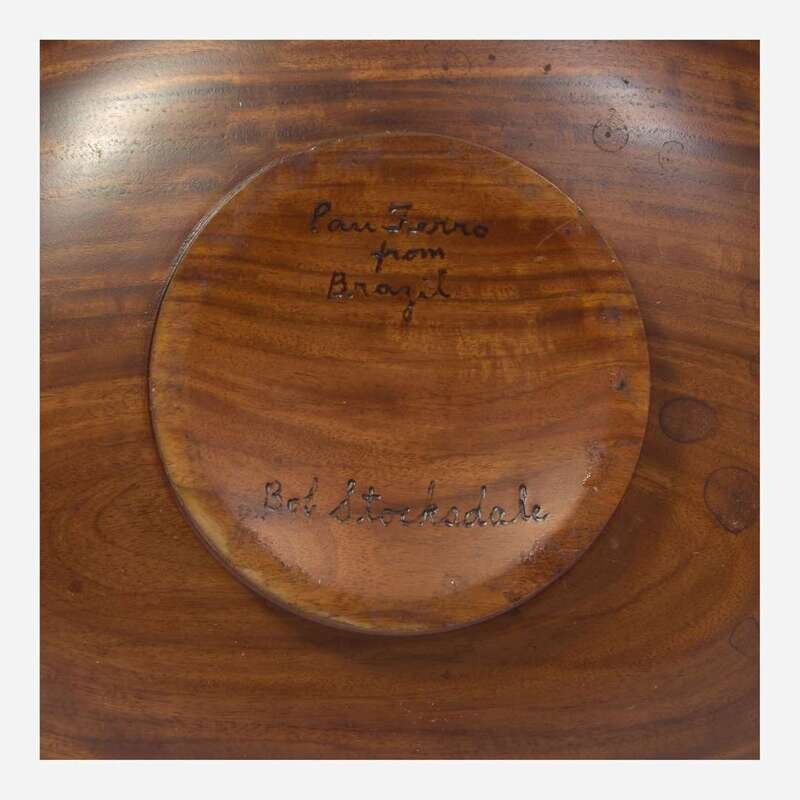 Pau Ferro
from
Brazil
Bob Stocksdale